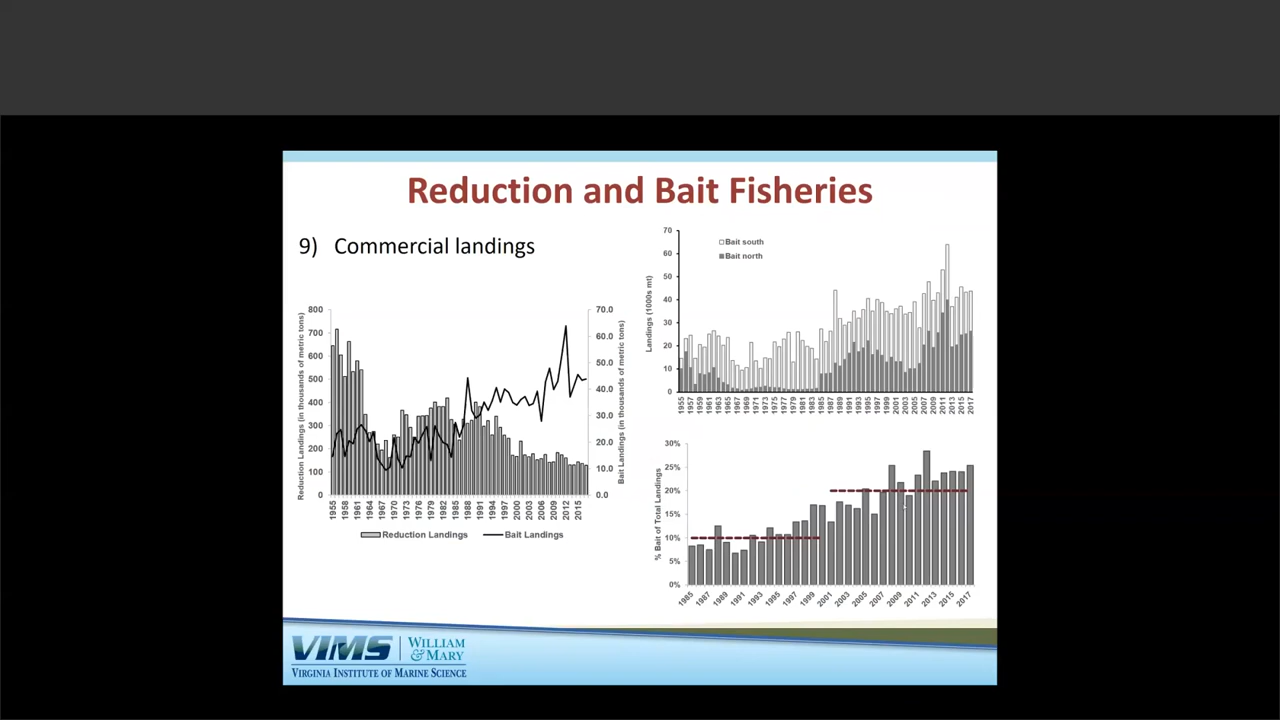 Reduction and Bait Fisheries
9) Commercial landings
800
700
600
500
400
300
200
100
0
Reduction Landings (in thousands of metric tons)
70.0
60.0
50.0
40.0
30.0
20.0
10.0
0.0
Bait Landings (in thousands of metric tons)
1955 1958 1961 1964 1967 1970 1973 1976 1979 1982 1985 1988 1991 1994 1997 2000 2003 2006 2009 2012 2015
Reduction Landings Bait Landings
70
60
50
40
30
20
10
0
Landings (1000s mt)
Bait south
Bait north
1955 1957 1959 1961 1963 1965 1967 1969 1971 1973 1975 1977 1979 1981 1983 1985 1987 1989 1991 1993 1995 1997 1999 2001 2003 2005 2007 2009 2011 2013 2015 2017
30%
25%
20%
15%
10%
5%
0%
% Bait of Total Landings
1985 1987 1989 1991 1993 1995 1997 1999 2001 2003 2005 2007 2009 2011 2013 2015 2017
VIMS WILLIAM & MARY
VIRGINIA INSTITUTE OF MARINE SCIENCE